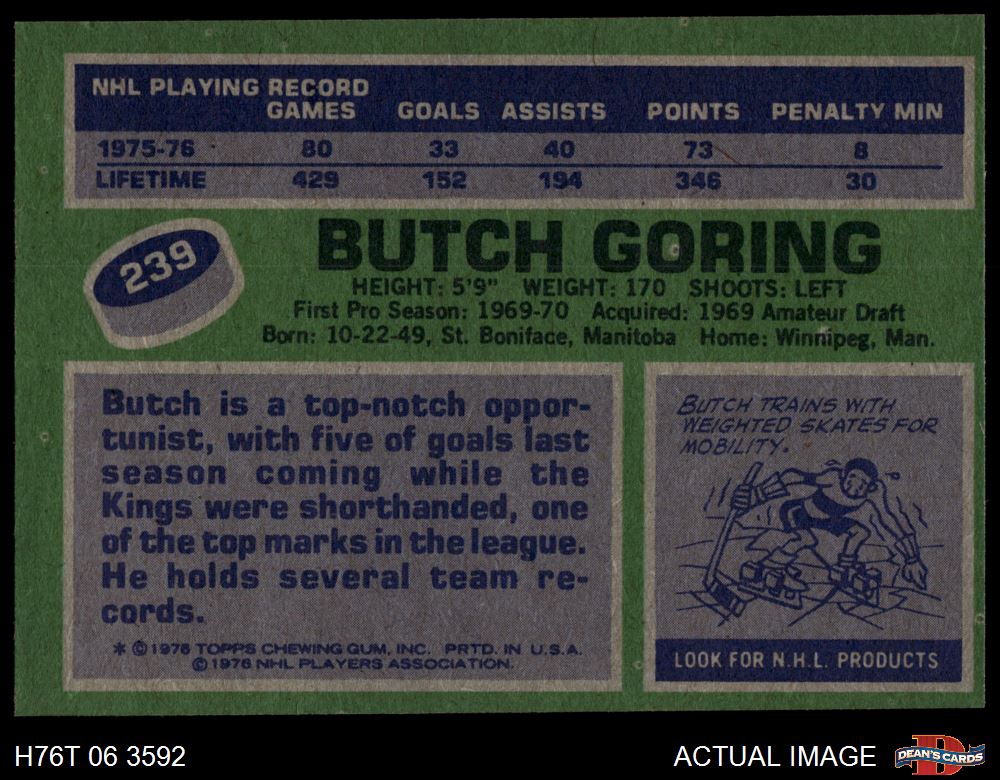 NHL PLAYING RECORD
GAMES GOALS ASSISTS POINTS PENALTY MIN
1975-76 80 33 40 73 8
LIFETIME 429 152 194 346 30
239
BUTCH GORING
HEIGHT: 5'9" WEIGHT: 170 SHOOTS: LEFT
First Pro Season: 1969-70 Acquired: 1969 Amateur Draft
Born: 10-22-49, St. Boniface, Manitoba Home: Winnipeg, Man.
Butch is a top-notch oppor-
tunist, with five of goals last
season coming while the
Kings were shorthanded, one
of the top marks in the league.
He holds several team re-
cords.
* ©1976 TOPPS CHEWING GUM, INC. PRTD. IN U.S.A.
©1976 NHL PLAYERS ASSOCIATION.
BUTCH TRAINS WITH
WEIGHTED SKATES FOR
MOBILITY.
LOOK FOR N.H.L. PRODUCTS
H76T 06 3592
ACTUAL IMAGE
D
DEAN'S CARDS